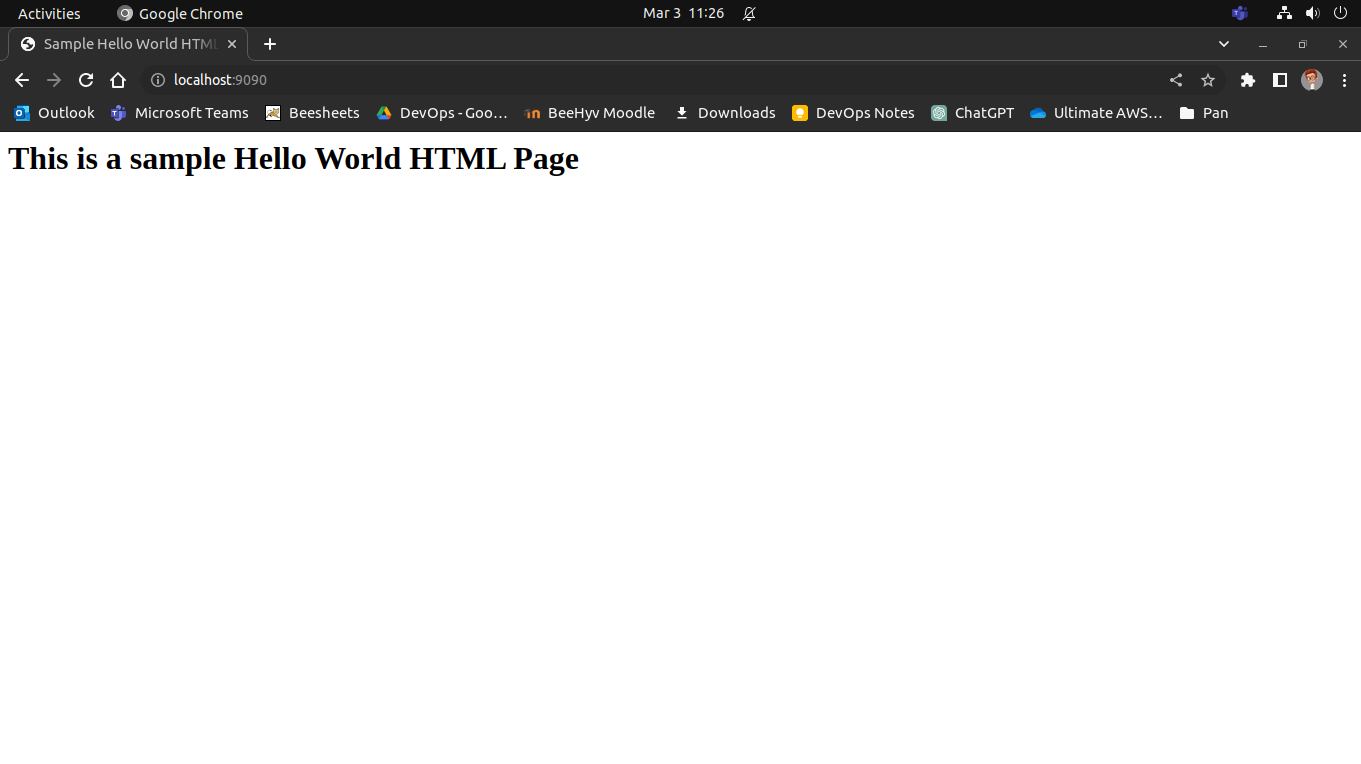 Activities Google Chrome Mar 3 11:26
Sample Hello World HTML
localhost:9090
Outlook Microsoft Teams Beesheets DevOps - Goo… BeeHyv Moodle Downloads DevOps Notes ChatGPT Ultimate AWS… Pan
This is a sample Hello World HTML Page